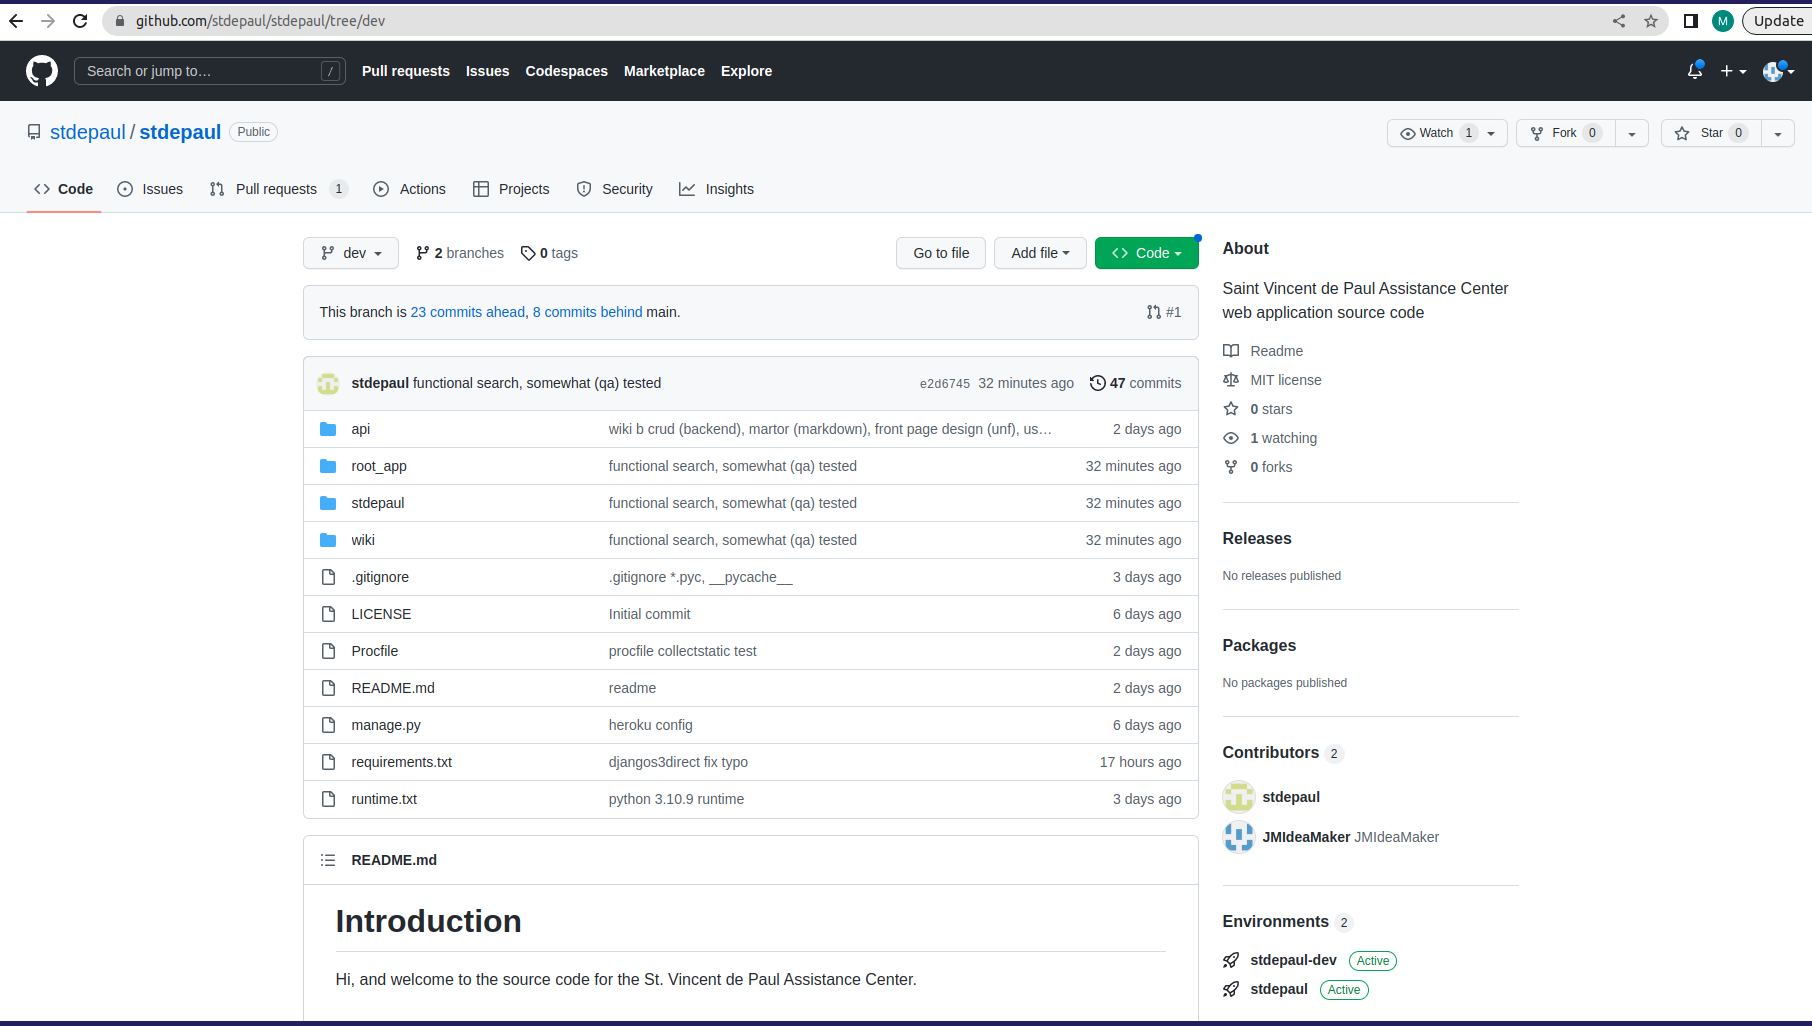 github.com/stdepaul/stdepaul/tree/dev
M
Update
Search or jump to…
/
Pull requests
Issues
Codespaces
Marketplace
Explore
stdepaul / stdepaul Public
Watch 1
Fork 0
Star 0
Code
Issues
Pull requests 1
Actions
Projects
Security
Insights
dev
2 branches
0 tags
Go to file
Add file
Code
This branch is 23 commits ahead, 8 commits behind main.
#1
stdepaul functional search, somewhat (qa) tested e2d6745 32 minutes ago 47 commits
api wiki b crud (backend), martor (markdown), front page design (unf), us… 2 days ago
root_app functional search, somewhat (qa) tested 32 minutes ago
stdepaul functional search, somewhat (qa) tested 32 minutes ago
wiki functional search, somewhat (qa) tested 32 minutes ago
.gitignore .gitignore *.pyc, __pycache__ 3 days ago
LICENSE Initial commit 6 days ago
Procfile procfile collectstatic test 2 days ago
README.md readme 2 days ago
manage.py heroku config 6 days ago
requirements.txt djangos3direct fix typo 17 hours ago
runtime.txt python 3.10.9 runtime 3 days ago
README.md
Introduction
Hi, and welcome to the source code for the St. Vincent de Paul Assistance Center.
About
Saint Vincent de Paul Assistance Center
web application source code
Readme
MIT license
0 stars
1 watching
0 forks
Releases
No releases published
Packages
No packages published
Contributors 2
stdepaul
JMIdeaMaker JMIdeaMaker
Environments 2
stdepaul-dev Active
stdepaul Active